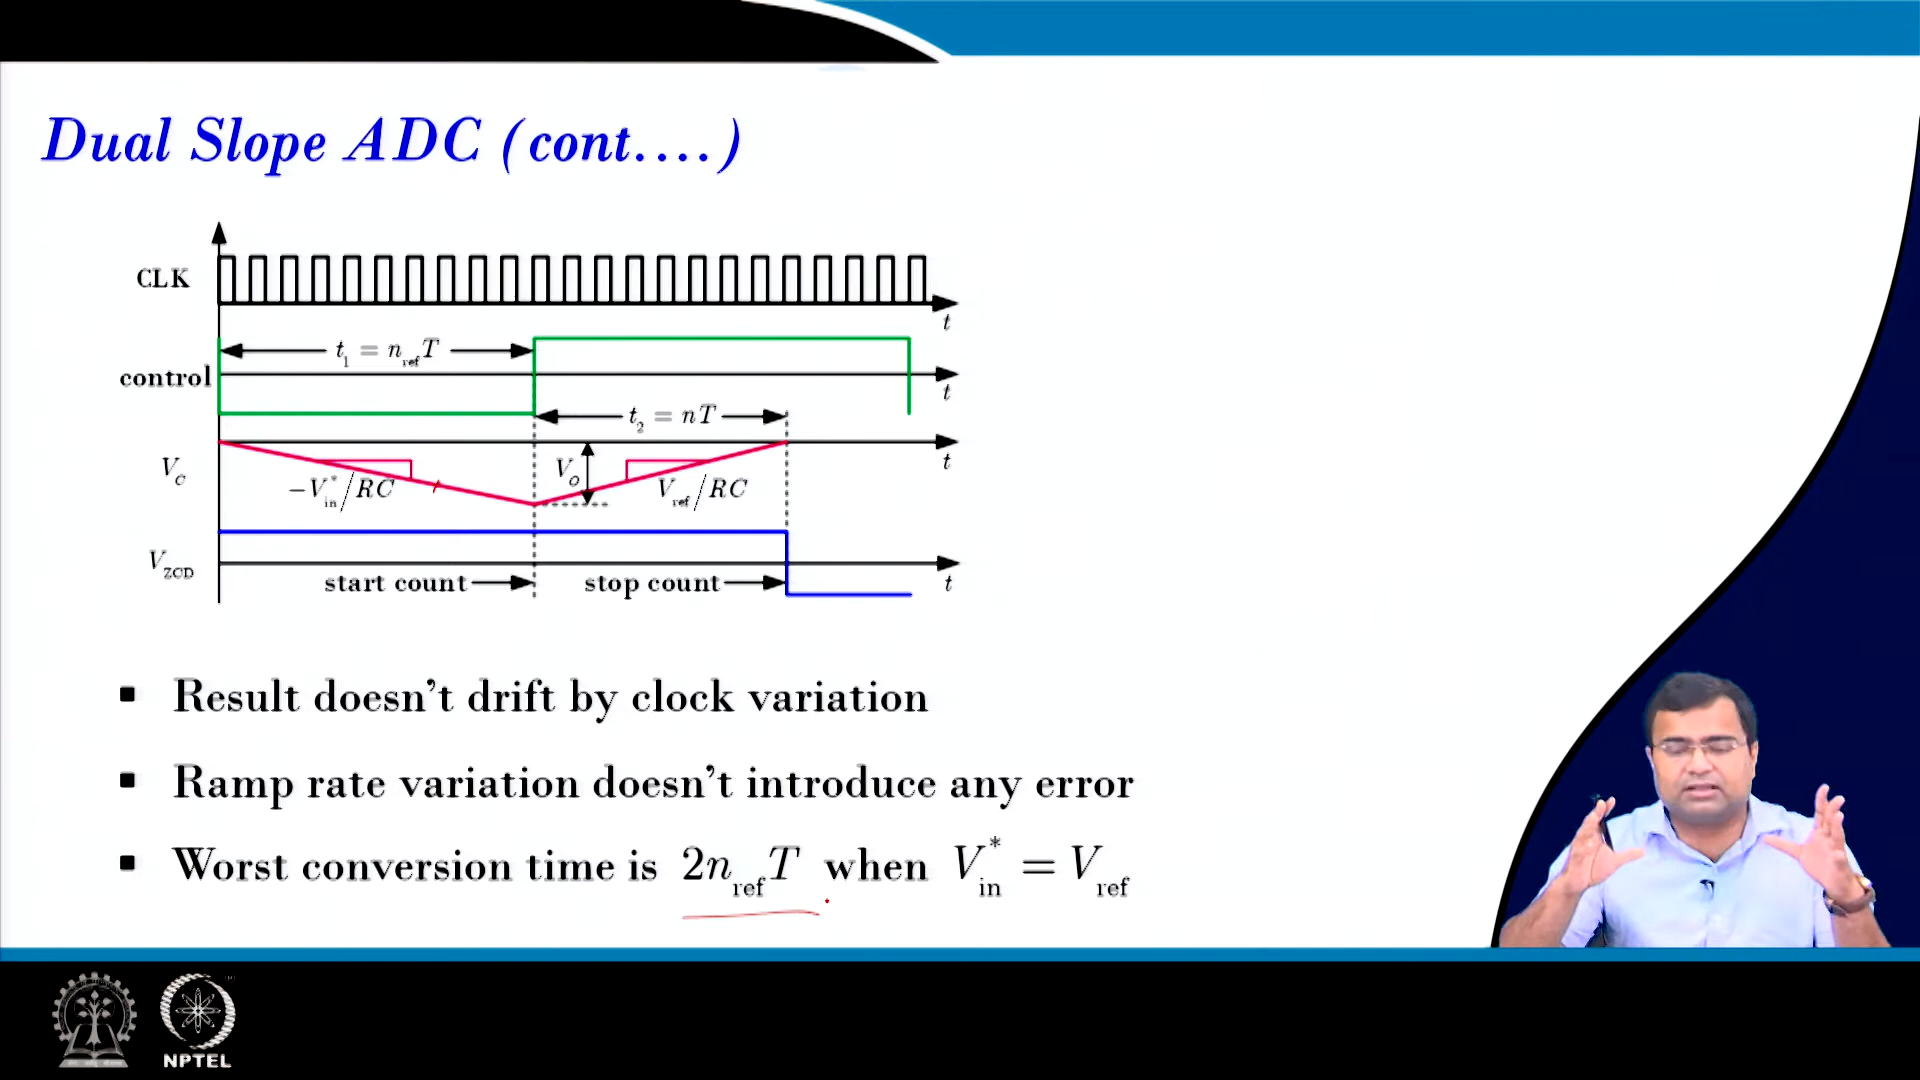 Dual Slope ADC (cont....)
CLK
t
t₁ = n_ref T
control
t
t₂ = nT
V_C
t
−V*_in/RC
V_O
V_ref/RC
V_ZCD
start count
stop count
t
▪ Result doesn't drift by clock variation
▪ Ramp rate variation doesn't introduce any error
▪ Worst conversion time is 2n_ref T when V*_in = V_ref
NPTEL